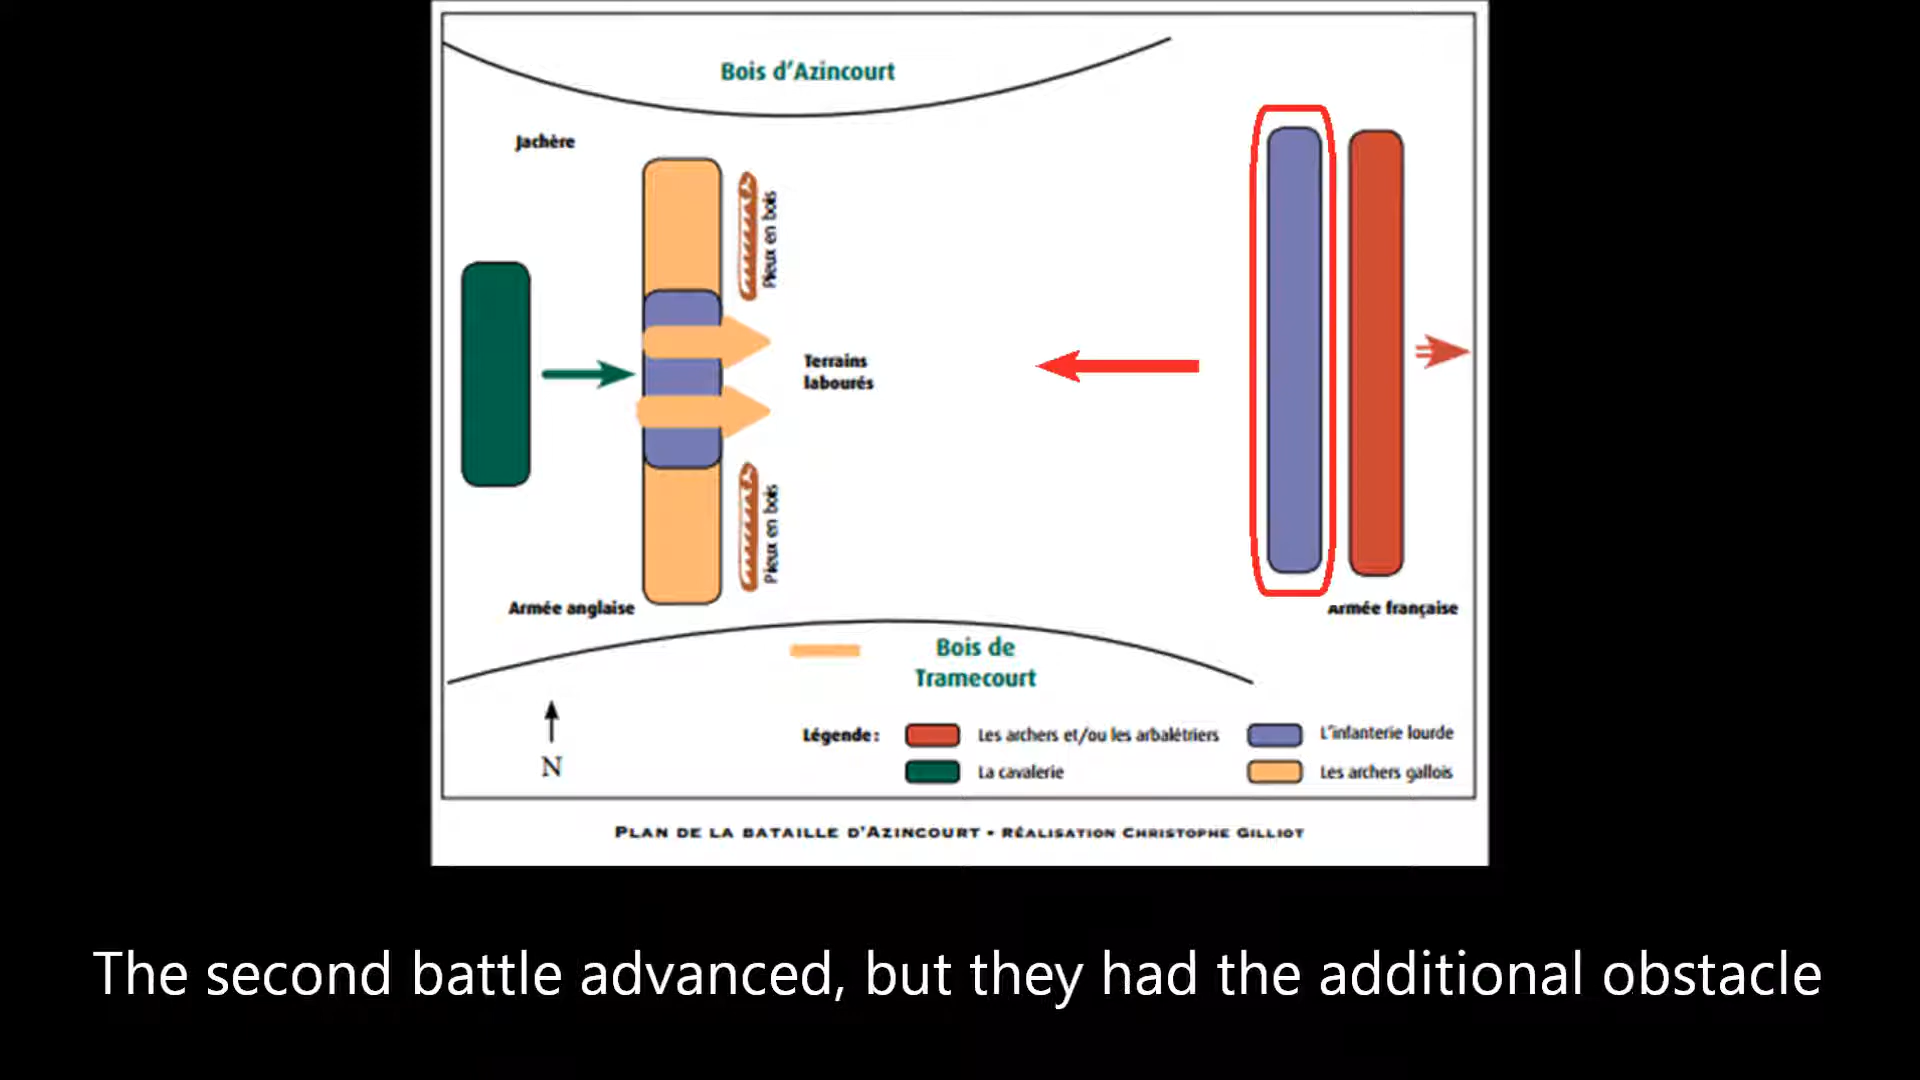 Bois d'Azincourt
Jachère
Pieux en bois
Terrains
labourés
Pieux en bois
Armée anglaise
Armée française
Bois de
Tramecourt
N
Légende :
Les archers et/ou les arbalétriers
L'infanterie lourde
La cavalerie
Les archers gallois
PLAN DE LA BATAILLE D'AZINCOURT • RÉALISATION CHRISTOPHE GILLIOT
The second battle advanced, but they had the additional obstacle